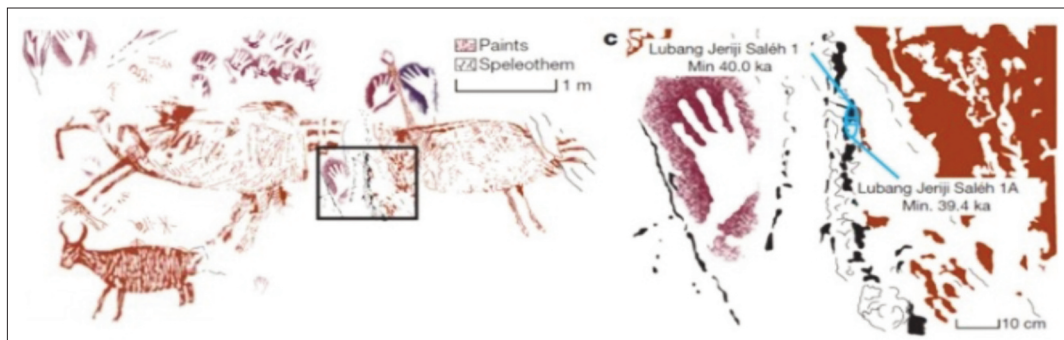 Paints
Speleothem
1 m
c
Lubang Jeriji Saléh 1
Min 40.0 ka
Lubang Jeriji Saléh 1A
Min. 39.4 ka
10 cm